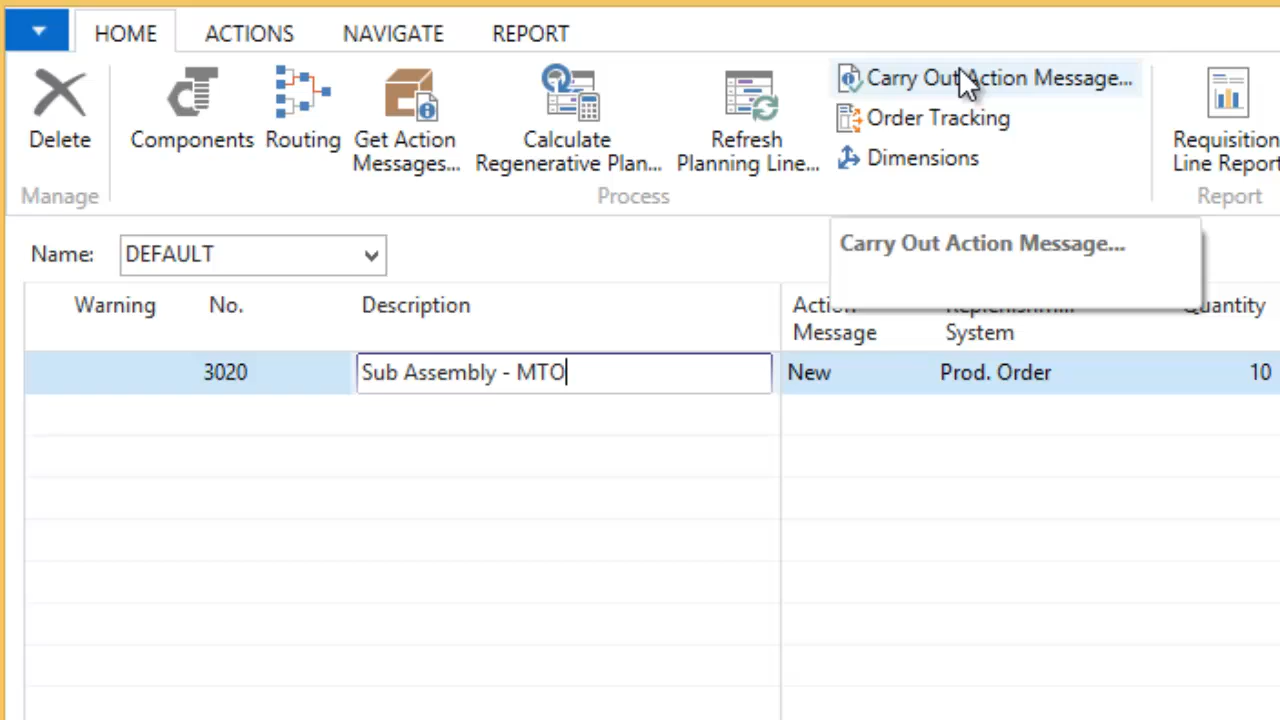 HOME ACTIONS NAVIGATE REPORT
Delete
Components
Routing
Get Action
Messages...
Calculate
Regenerative Plan...
Refresh
Planning Line...
Carry Out Action Message...
Order Tracking
Dimensions
Requisition
Line Report
Manage Process Report
Name: DEFAULT
Carry Out Action Message...
Warning No. Description
Message
System
Quantity
3020 Sub Assembly - MTO New Prod. Order 10